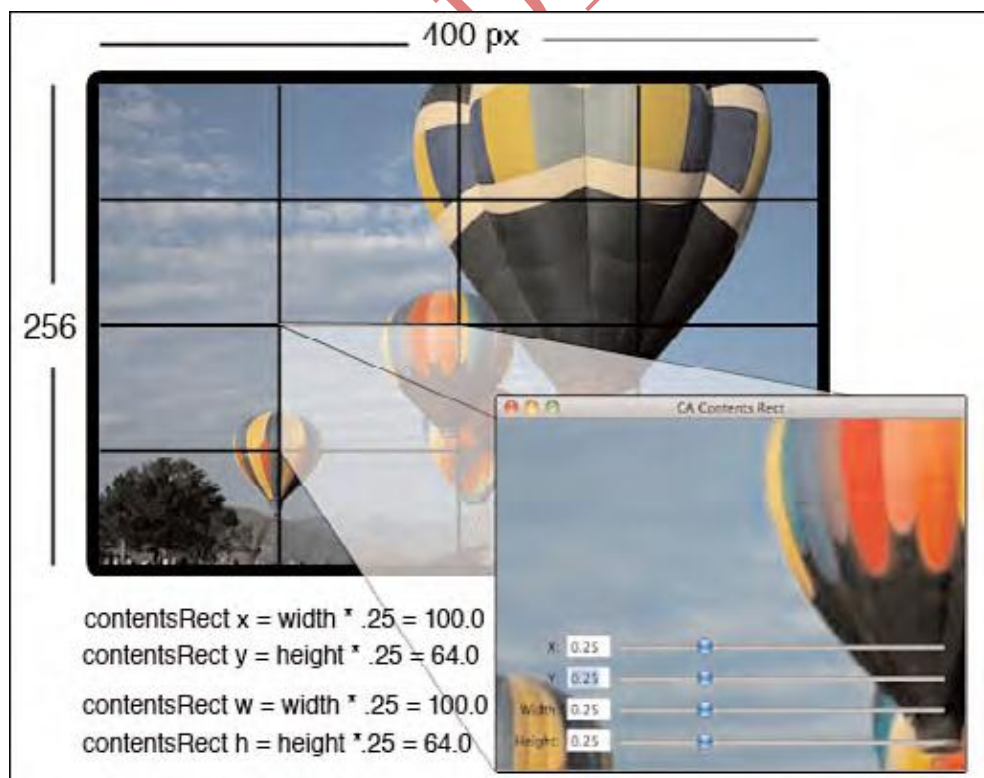 400 px
256
CA Contents Rect
X: 0.25
Y: 0.25
Width: 0.25
Height: 0.25
contentsRect x = width * .25 = 100.0
contentsRect y = height * .25 = 64.0
contentsRect w = width * .25 = 100.0
contentsRect h = height *.25 = 64.0